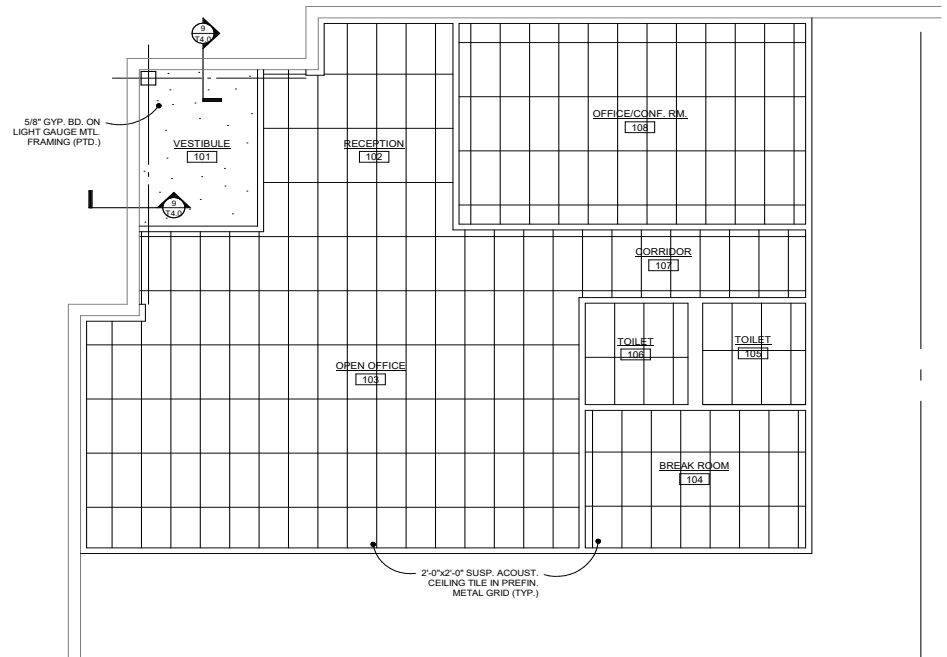 9
T4.0
5/8" GYP. BD. ON
LIGHT GAUGE MTL.
FRAMING (PTD.)
VESTIBULE
101
RECEPTION
102
OFFICE/CONF. RM.
108
9
T4.0
CORRIDOR
107
TOILET
106
TOILET
105
OPEN OFFICE
103
BREAK ROOM
104
2'-0"x2'-0" SUSP. ACOUST.
CEILING TILE IN PREFIN.
METAL GRID (TYP.)